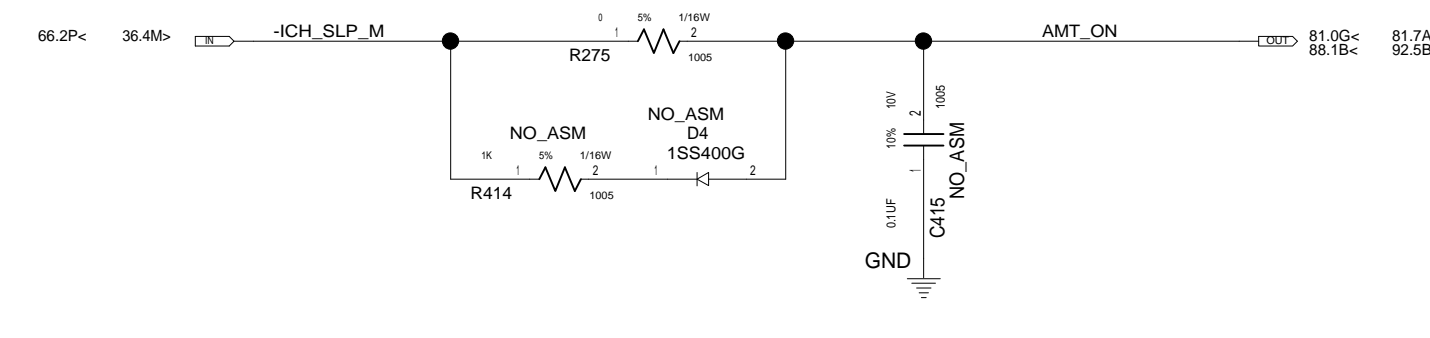 66.2P< 36.4M> IN -ICH_SLP_M
0 5% 1/16W
1 2
R275 1005
AMT_ON
OUT 81.0G< 81.7A
88.1B< 92.5B
NO_ASM
1K 5% 1/16W
1 2
R414 1005
NO_ASM
D4
1SS400G
1 2
10V 1005
2
10% NO_ASM
1
0.1UF C415
GND